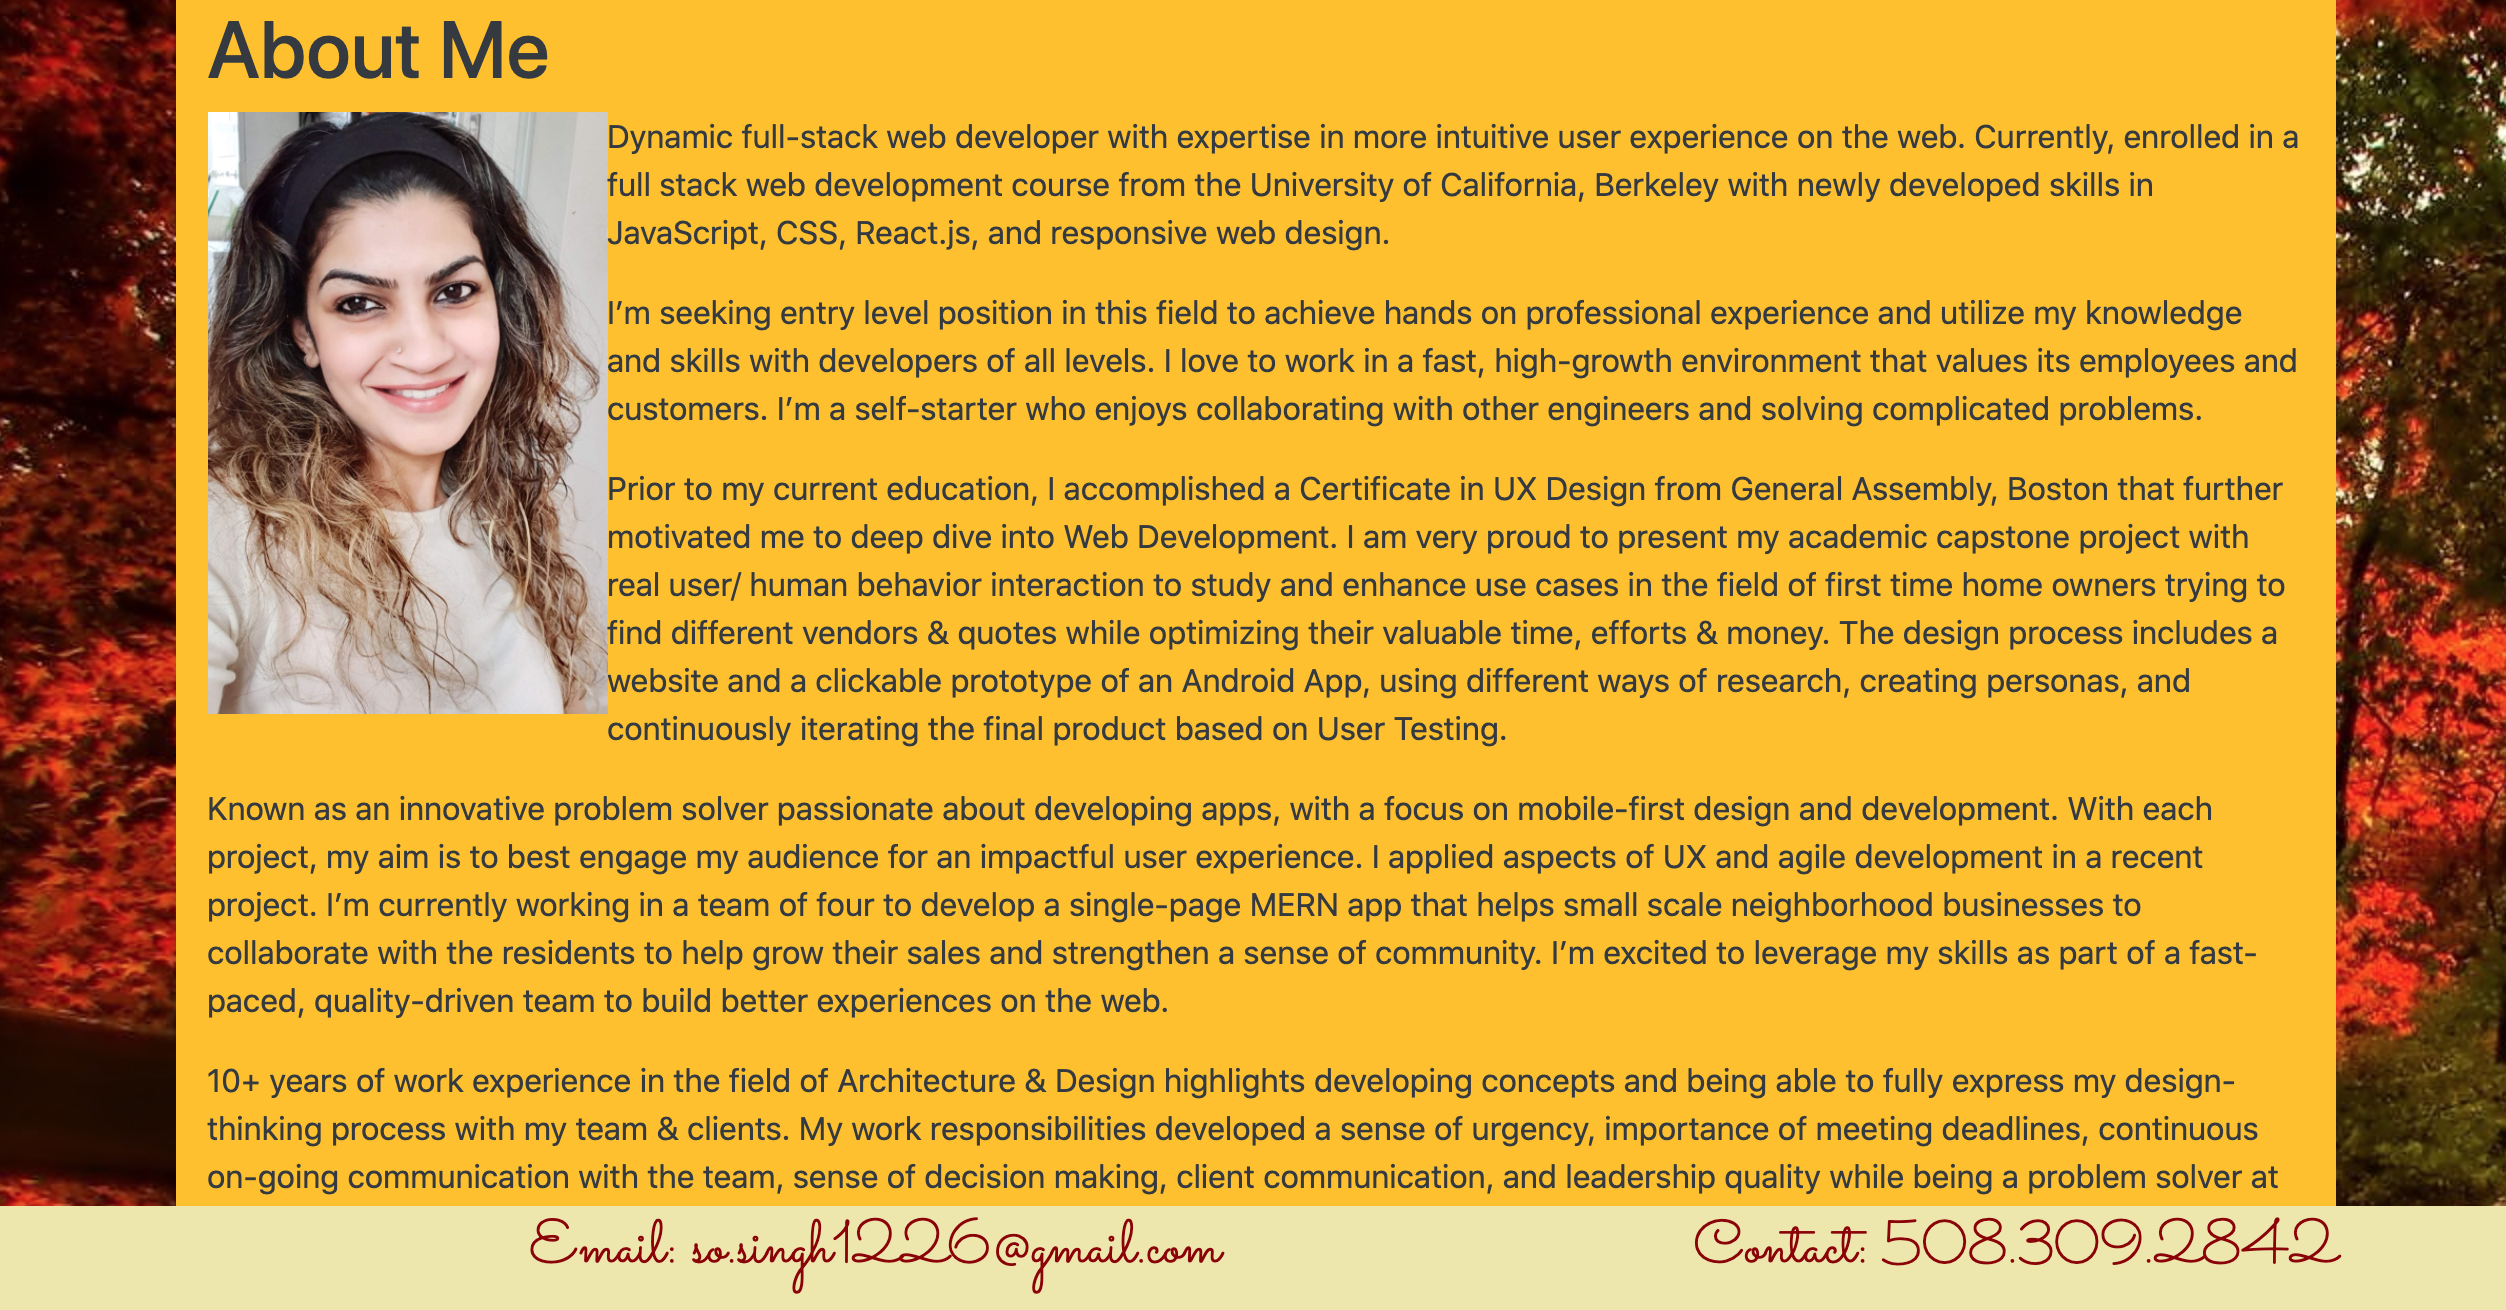 About Me
Dynamic full-stack web developer with expertise in more intuitive user experience on the web. Currently, enrolled in a
full stack web development course from the University of California, Berkeley with newly developed skills in
JavaScript, CSS, React.js, and responsive web design.
I’m seeking entry level position in this field to achieve hands on professional experience and utilize my knowledge
and skills with developers of all levels. I love to work in a fast, high-growth environment that values its employees and
customers. I’m a self-starter who enjoys collaborating with other engineers and solving complicated problems.
Prior to my current education, I accomplished a Certificate in UX Design from General Assembly, Boston that further
motivated me to deep dive into Web Development. I am very proud to present my academic capstone project with
real user/ human behavior interaction to study and enhance use cases in the field of first time home owners trying to
find different vendors & quotes while optimizing their valuable time, efforts & money. The design process includes a
website and a clickable prototype of an Android App, using different ways of research, creating personas, and
continuously iterating the final product based on User Testing.
Known as an innovative problem solver passionate about developing apps, with a focus on mobile-first design and development. With each
project, my aim is to best engage my audience for an impactful user experience. I applied aspects of UX and agile development in a recent
project. I’m currently working in a team of four to develop a single-page MERN app that helps small scale neighborhood businesses to
collaborate with the residents to help grow their sales and strengthen a sense of community. I’m excited to leverage my skills as part of a fast-
paced, quality-driven team to build better experiences on the web.
10+ years of work experience in the field of Architecture & Design highlights developing concepts and being able to fully express my design-
thinking process with my team & clients. My work responsibilities developed a sense of urgency, importance of meeting deadlines, continuous
on-going communication with the team, sense of decision making, client communication, and leadership quality while being a problem solver at
Email: so.singh1226@gmail.com Contact: 508.309.2842